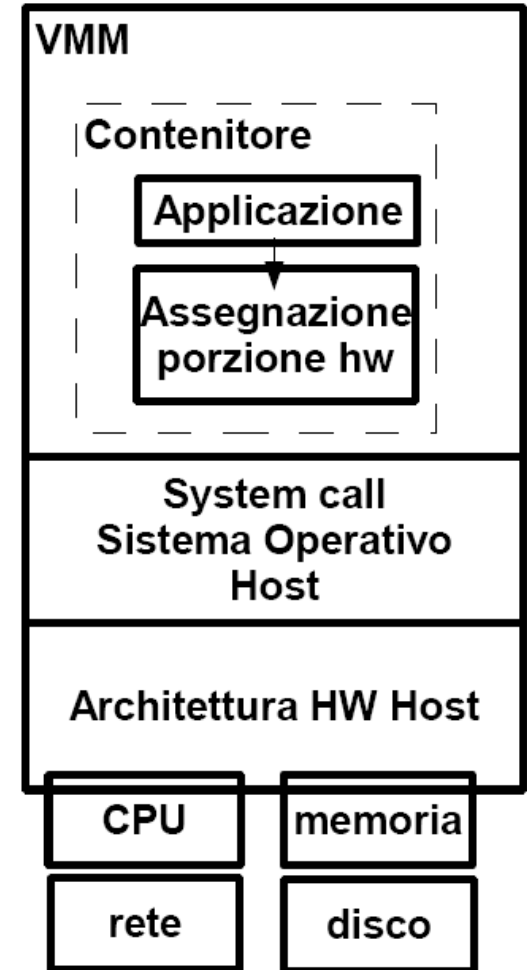 VMM
Contenitore
Applicazione
Assegnazione
porzione hw
System call
Sistema Operativo
Host
Architettura HW Host
CPU
memoria
rete
disco